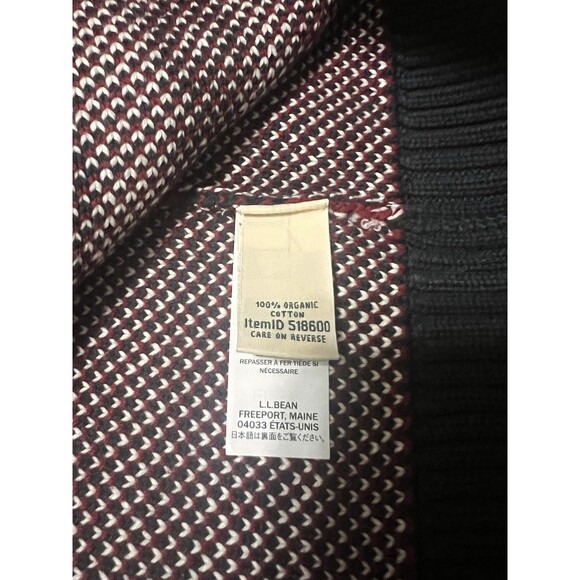 100% ORGANIC
COTTON
ItemID 518600
CARE ON REVERSE
REPASSER À FER TIÈDE SI
NÉCESSAIRE
L.L.BEAN
FREEPORT, MAINE
04033 ÉTATS-UNIS
日本語は裏面をご覧ください。